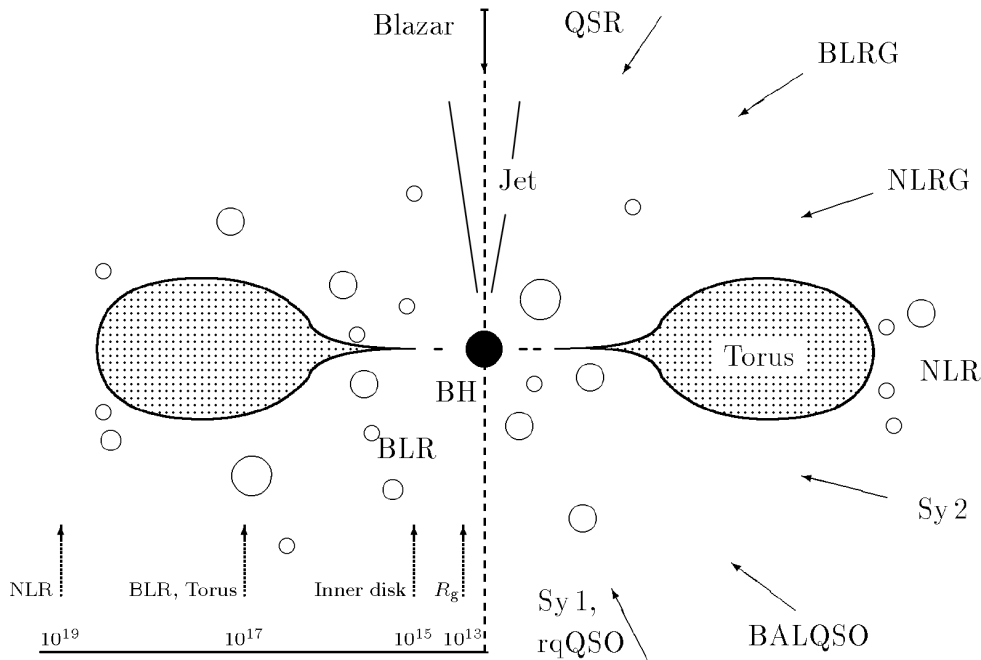 Blazar
QSR
BLRG
Jet
NLRG
Torus
NLR
BH
BLR
Sy 2
NLR
BLR, Torus
Inner disk
R_g
Sy 1,
rqQSO
BALQSO
10^19
10^17
10^15
10^13